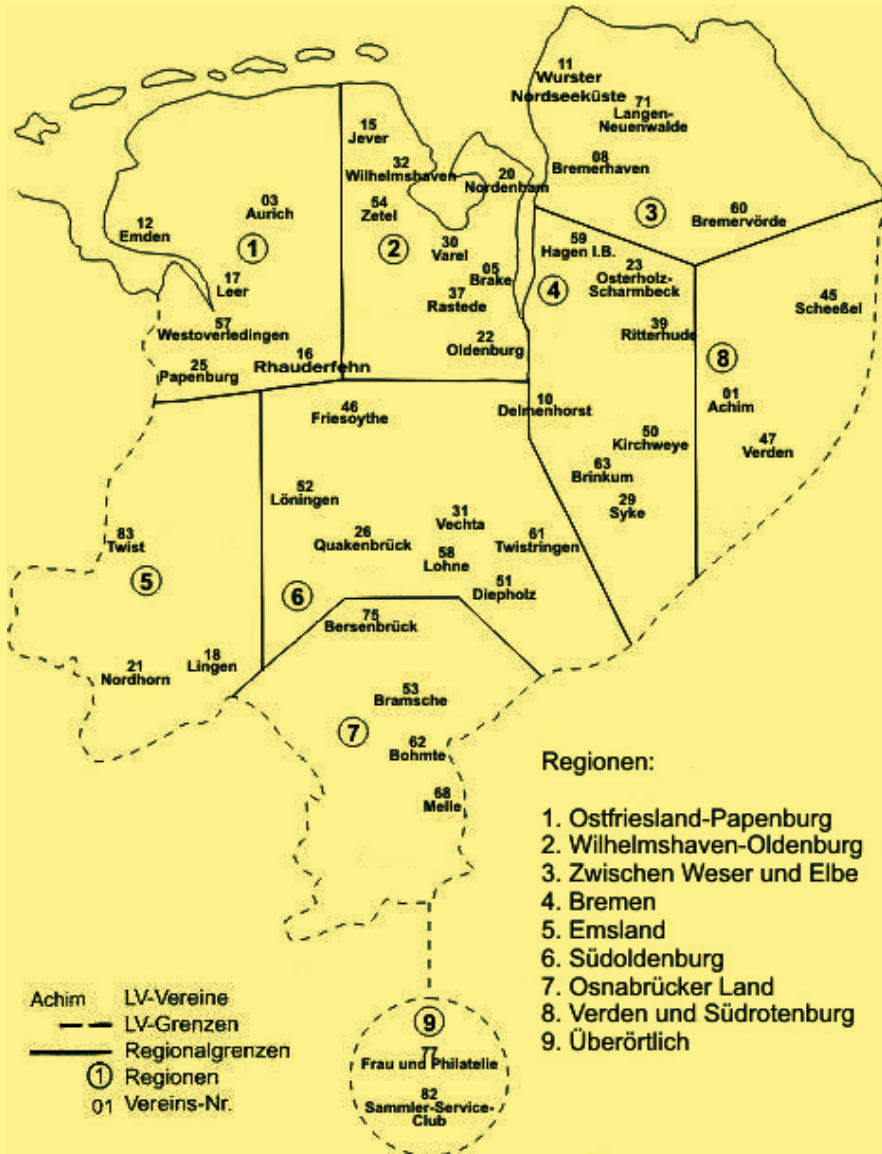 11
Wurster
Nordseeküste
71
Langen-
Neuenwalde
15
Jever
32
Wilhelmshaven
08
Bremerhaven
20
Nordenham
03
Aurich
54
Zetel
12
Emden
1
2
3
60
Bremervörde
30
Varel
59
Hagen I.B.
05
Brake
23
Osterholz-
Scharmbeck
4
17
Leer
37
Rastede
45
Scheeßel
57
Westoverledingen
39
Ritterhude
22
Oldenburg
16
Rhauderfehn
25
Papenburg
8
01
Achim
46
Friesoythe
10
Delmenhorst
50
Kirchweye
47
Verden
63
Brinkum
52
Löningen
29
Syke
31
Vechta
83
Twist
26
Quakenbrück
61
Twistringen
58
Lohne
5
6
51
Diepholz
75
Bersenbrück
21
Nordhorn
18
Lingen
53
Bramsche
7
62
Bohmte
68
Melle
Regionen:
1. Ostfriesland-Papenburg
2. Wilhelmshaven-Oldenburg
3. Zwischen Weser und Elbe
4. Bremen
5. Emsland
6. Südoldenburg
7. Osnabrücker Land
8. Verden und Südrotenburg
9. Überörtlich
Achim LV-Vereine
LV-Grenzen
Regionalgrenzen
1 Regionen
01 Vereins-Nr.
9
77
Frau und Philatelie
82
Sammler-Service-
Club